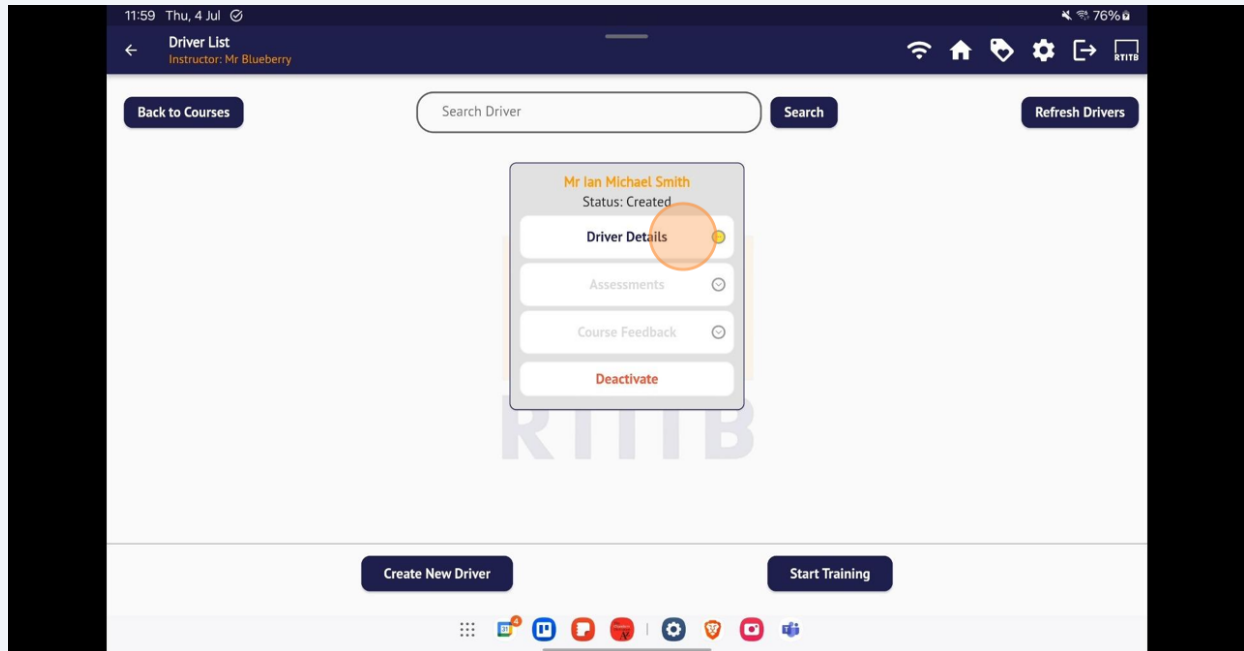 11:59 Thu, 4 Jul
76%
Driver List
Instructor: Mr Blueberry
RTITB
Back to Courses
Search Driver
Search
Refresh Drivers
Mr Ian Michael Smith
Status: Created
Driver Details
Assessments
Course Feedback
Deactivate
RTITB
Create New Driver
Start Training
31
4